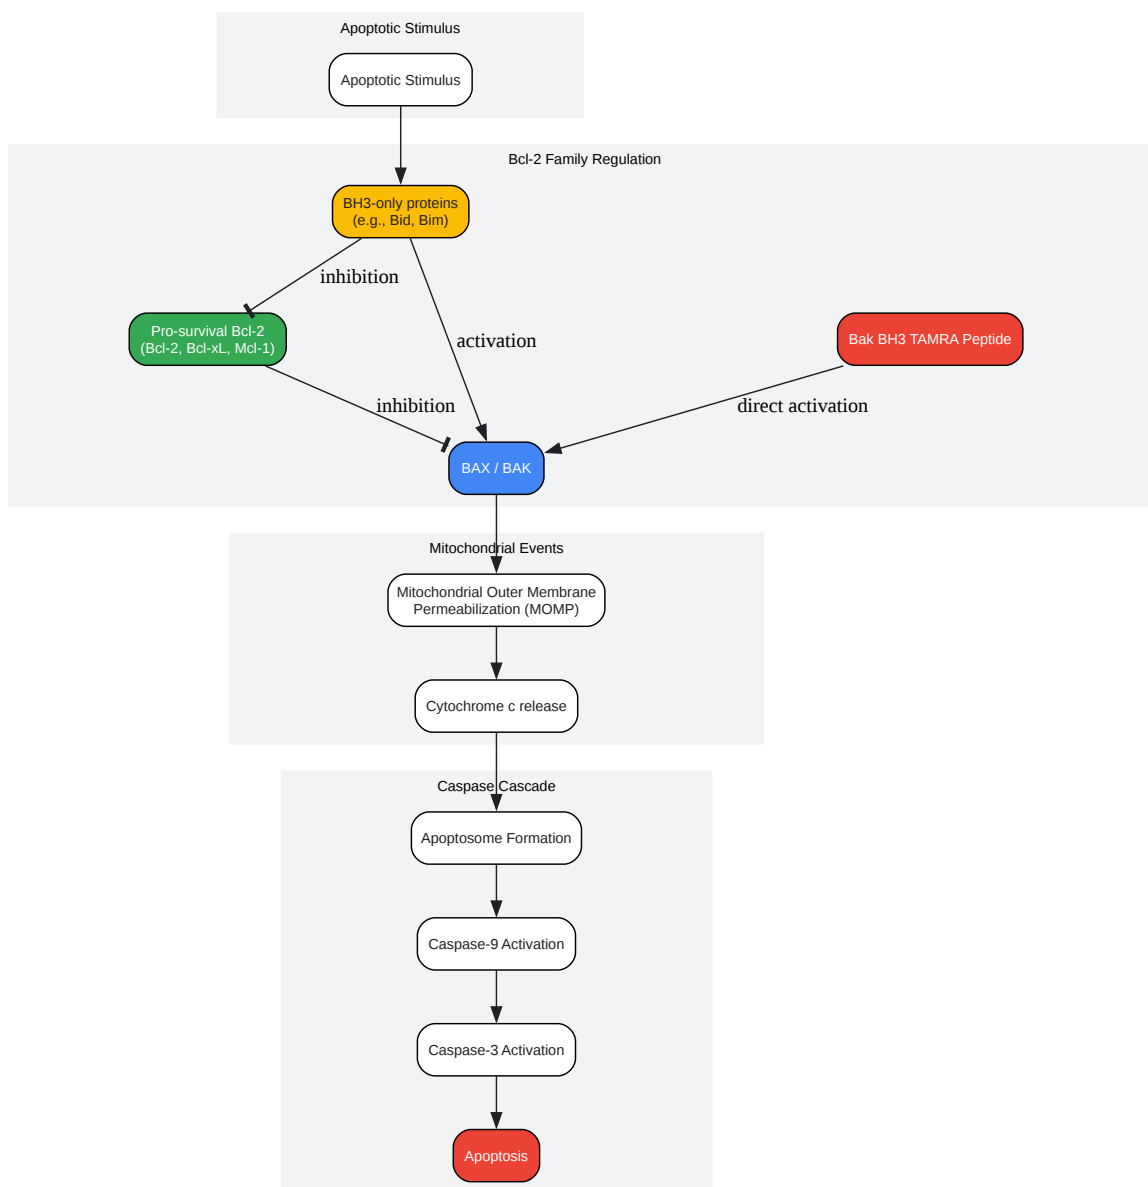 Apoptotic Stimulus
Apoptotic Stimulus
Bcl-2 Family Regulation
BH3-only proteins
(e.g., Bid, Bim)
inhibition
Pro-survival Bcl-2
(Bcl-2, Bcl-xL, Mcl-1)
activation
Bak BH3 TAMRA Peptide
inhibition
direct activation
BAX / BAK
Mitochondrial Events
Mitochondrial Outer Membrane
Permeabilization (MOMP)
Cytochrome c release
Caspase Cascade
Apoptosome Formation
Caspase-9 Activation
Caspase-3 Activation
Apoptosis